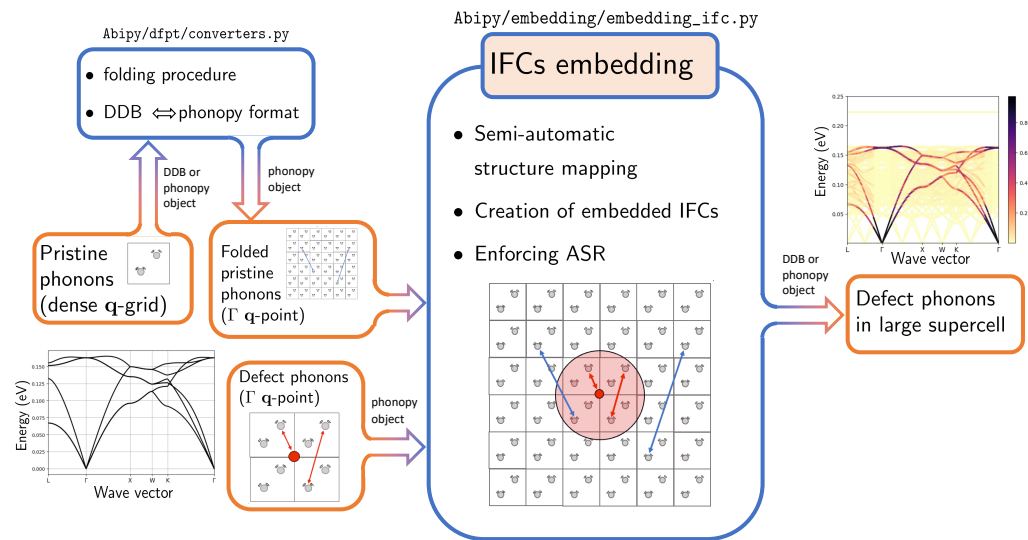 Abipy/dfpt/converters.py
• folding procedure
• DDB ⇔ phonopy format
DDB or
phonopy
object
phonopy
object
Pristine
phonons
(dense q-grid)
Folded
pristine
phonons
(Γ q-point)
Energy (eV)
0.150
0.125
0.100
0.075
0.050
0.025
0.000
L Γ X W K Γ
Wave vector
Defect phonons
(Γ q-point)
phonopy
object
Abipy/embedding/embedding_ifc.py
IFCs embedding
• Semi-automatic
structure mapping
• Creation of embedded IFCs
• Enforcing ASR
DDB or
phonopy
object
Energy (eV)
0.25
0.20
0.15
0.10
0.05
L Γ X W K Γ
Wave vector
0.8
0.6
0.4
0.2
Defect phonons
in large supercell